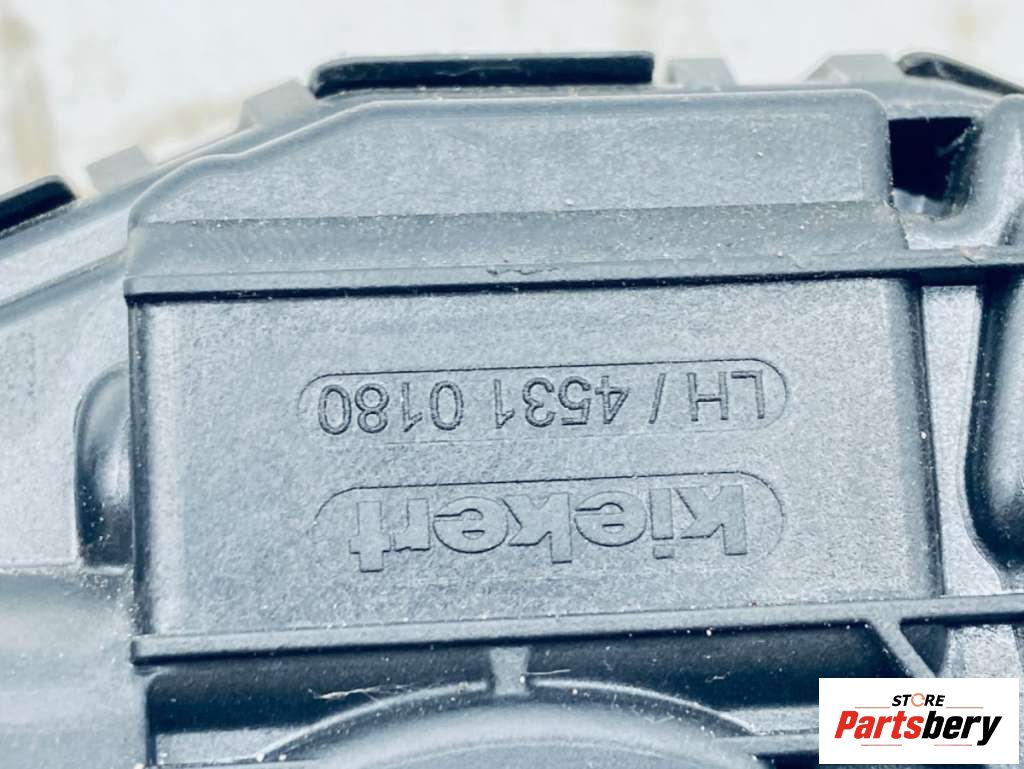 kiekert
LH / 4531 0180
STORE
Partsbery